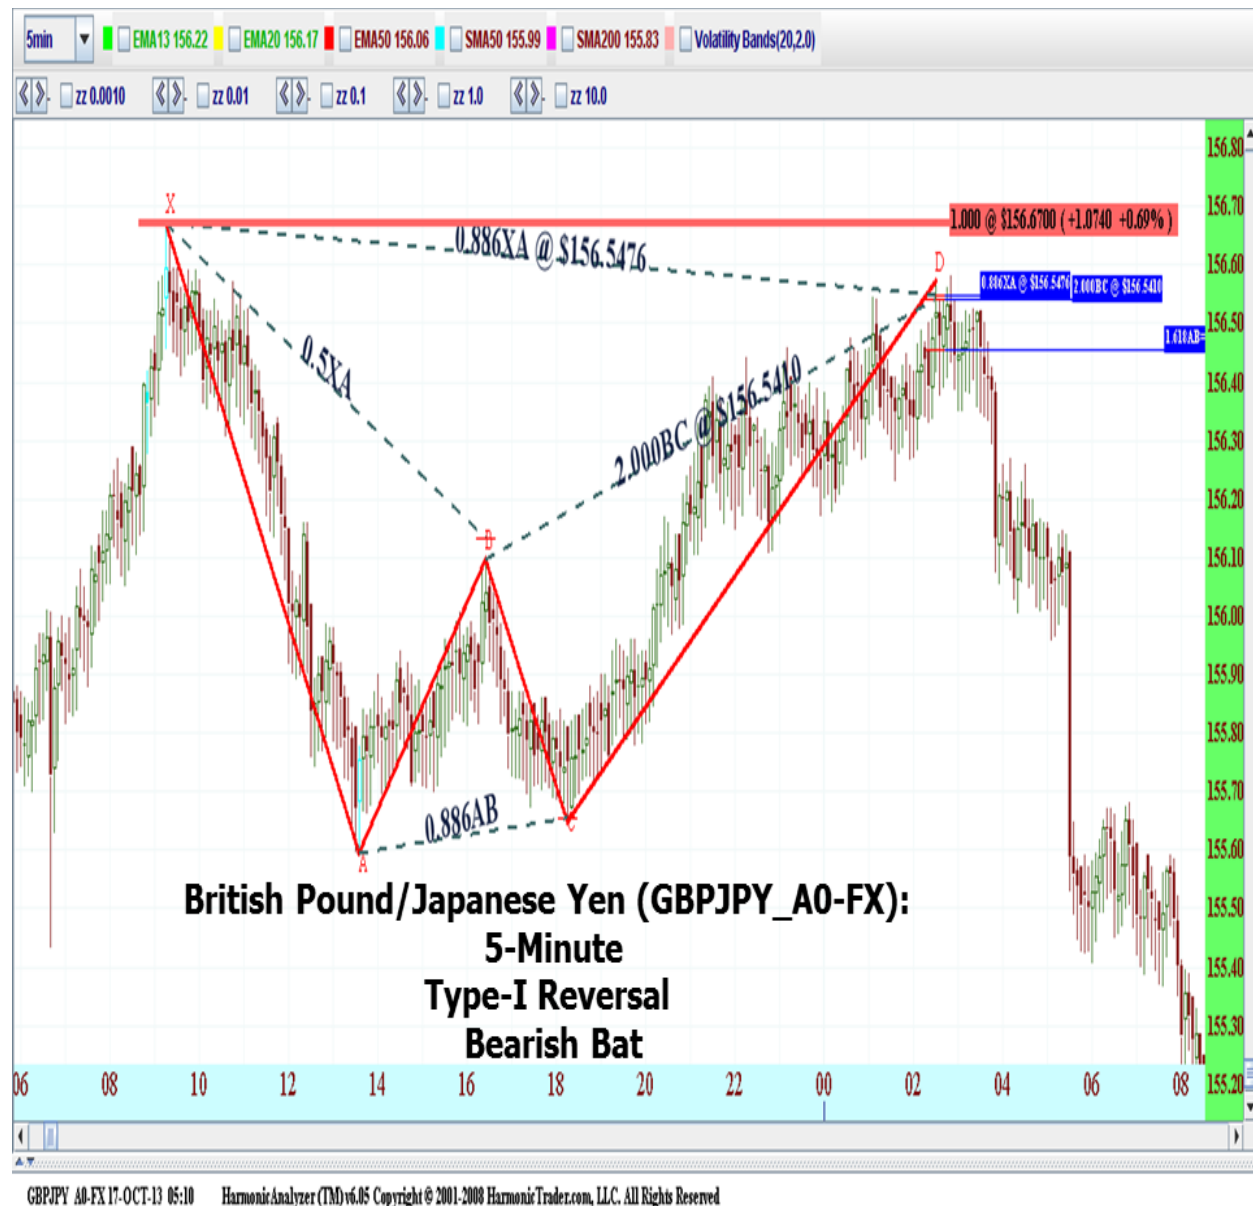 5min EMA13 156.22 EMA20 156.17 EMA50 156.06 SMA50 155.99 SMA200 155.83 Volatility Bands(20,2.0)
zz 0.0010 zz 0.01 zz 0.1 zz 1.0 zz 10.0
156.80
X
156.70
1.000 @ $156.6700 ( +1.0740 +0.69% )
0.886XA @ $156.5476
D
156.60
0.886XA @ $156.5476
2.000BC @ $156.5410
156.50
1.618AB=
0.5XA
156.40
2.000BC @ $156.5410
156.30
156.20
B
156.10
156.00
155.90
155.80
155.70
0.886AB
C
155.60
A
British Pound/Japanese Yen (GBPJPY_A0-FX):
155.50
5-Minute
155.40
Type-I Reversal
155.30
Bearish Bat
155.20
06 08 10 12 14 16 18 20 22 00 02 04 06 08
GBPJPY A0-FX 17-OCT-13 05:10 HarmonicAnalyzer (TM) v6.05 Copyright © 2001-2008 HarmonicTrader.com, LLC. All Rights Reserved